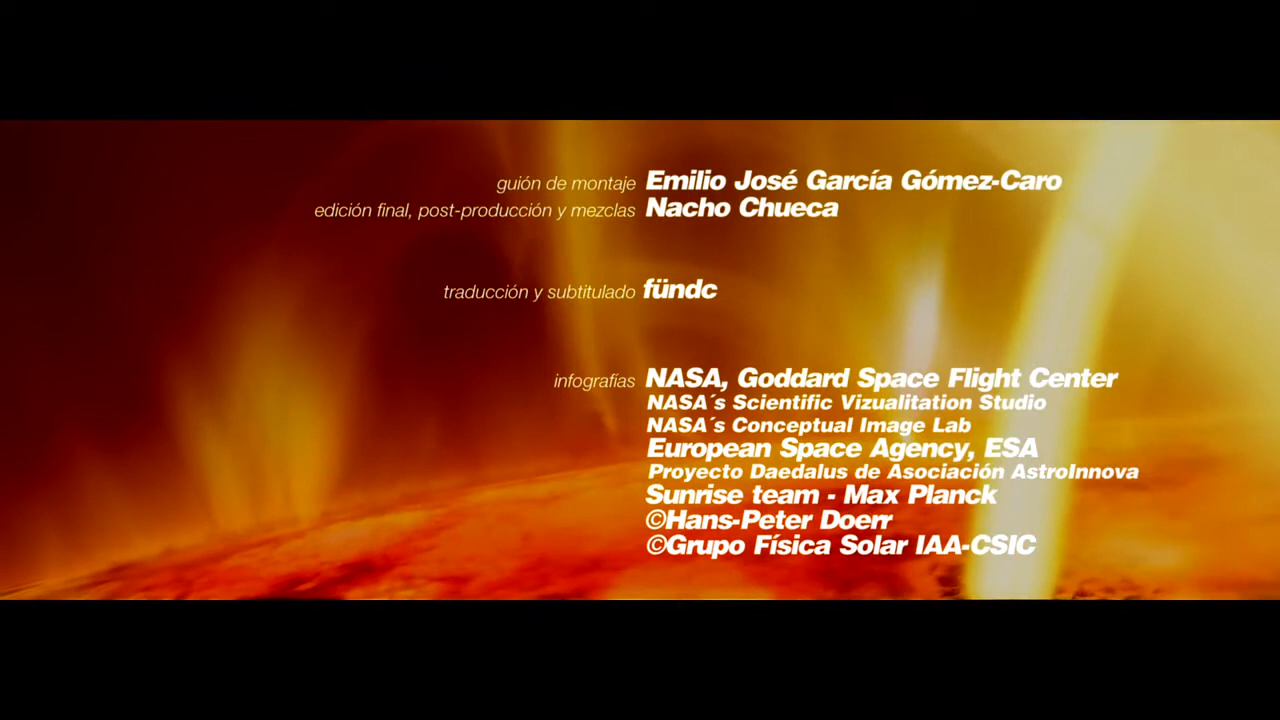 guión de montaje Emilio José García Gómez-Caro
edición final, post-producción y mezclas Nacho Chueca
traducción y subtitulado fündc
infografías NASA, Goddard Space Flight Center
NASA´s Scientific Vizualitation Studio
NASA´s Conceptual Image Lab
European Space Agency, ESA
Proyecto Daedalus de Asociación AstroInnova
Sunrise team - Max Planck
©Hans-Peter Doerr
©Grupo Física Solar IAA-CSIC